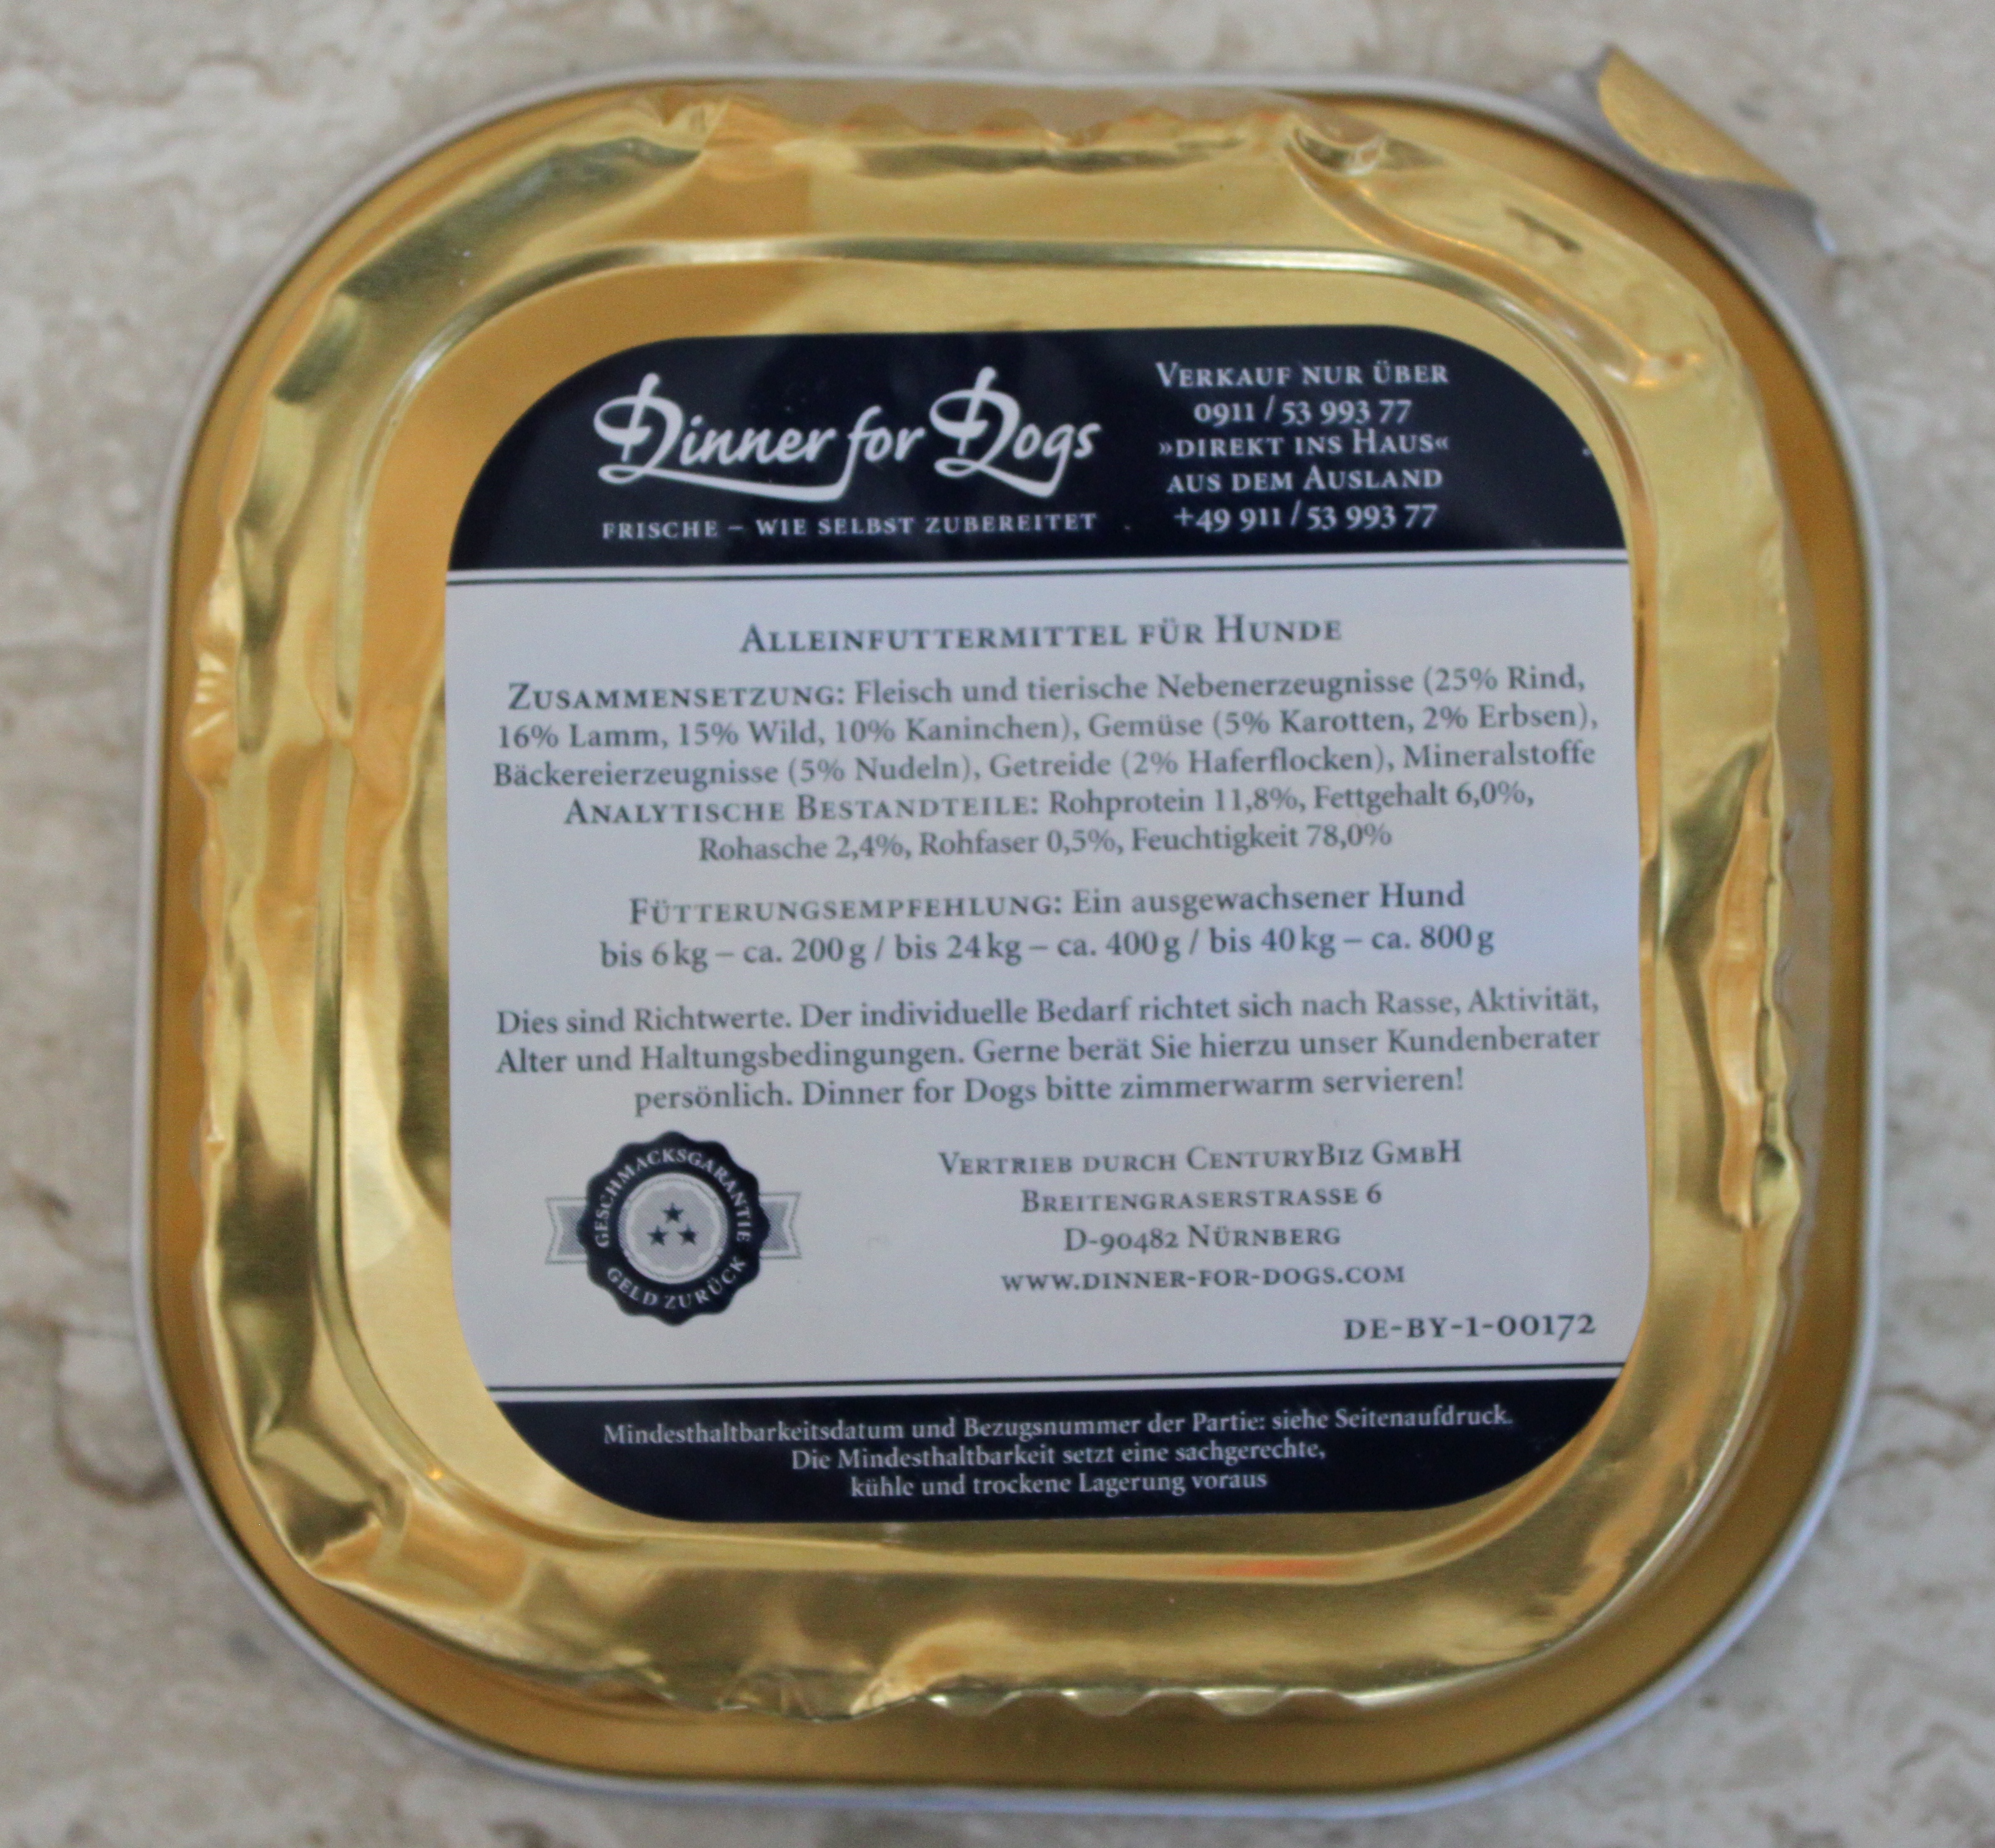 Dinner for Dogs
FRISCHE – WIE SELBST ZUBEREITET
VERKAUF NUR ÜBER
0911 / 53 993 77
»DIREKT INS HAUS«
AUS DEM AUSLAND
+49 911 / 53 993 77
ALLEINFUTTERMITTEL FÜR HUNDE
ZUSAMMENSETZUNG: Fleisch und tierische Nebenerzeugnisse (25% Rind,
16% Lamm, 15% Wild, 10% Kaninchen), Gemüse (5% Karotten, 2% Erbsen),
Bäckereierzeugnisse (5% Nudeln), Getreide (2% Haferflocken), Mineralstoffe
ANALYTISCHE BESTANDTEILE: Rohprotein 11,8%, Fettgehalt 6,0%,
Rohasche 2,4%, Rohfaser 0,5%, Feuchtigkeit 78,0%
FÜTTERUNGSEMPFEHLUNG: Ein ausgewachsener Hund
bis 6 kg – ca. 200 g / bis 24 kg – ca. 400 g / bis 40 kg – ca. 800 g
Dies sind Richtwerte. Der individuelle Bedarf richtet sich nach Rasse, Aktivität,
Alter und Haltungsbedingungen. Gerne berät Sie hierzu unser Kundenberater
persönlich. Dinner for Dogs bitte zimmerwarm servieren!
GESCHMACKSGARANTIE
GELD ZURÜCK
VERTRIEB DURCH CENTURYBIZ GMBH
BREITENGRASERSTRASSE 6
D-90482 NÜRNBERG
WWW.DINNER-FOR-DOGS.COM
DE-BY-1-00172
Mindesthaltbarkeitsdatum und Bezugsnummer der Partie: siehe Seitenaufdruck.
Die Mindesthaltbarkeit setzt eine sachgerechte,
kühle und trockene Lagerung voraus